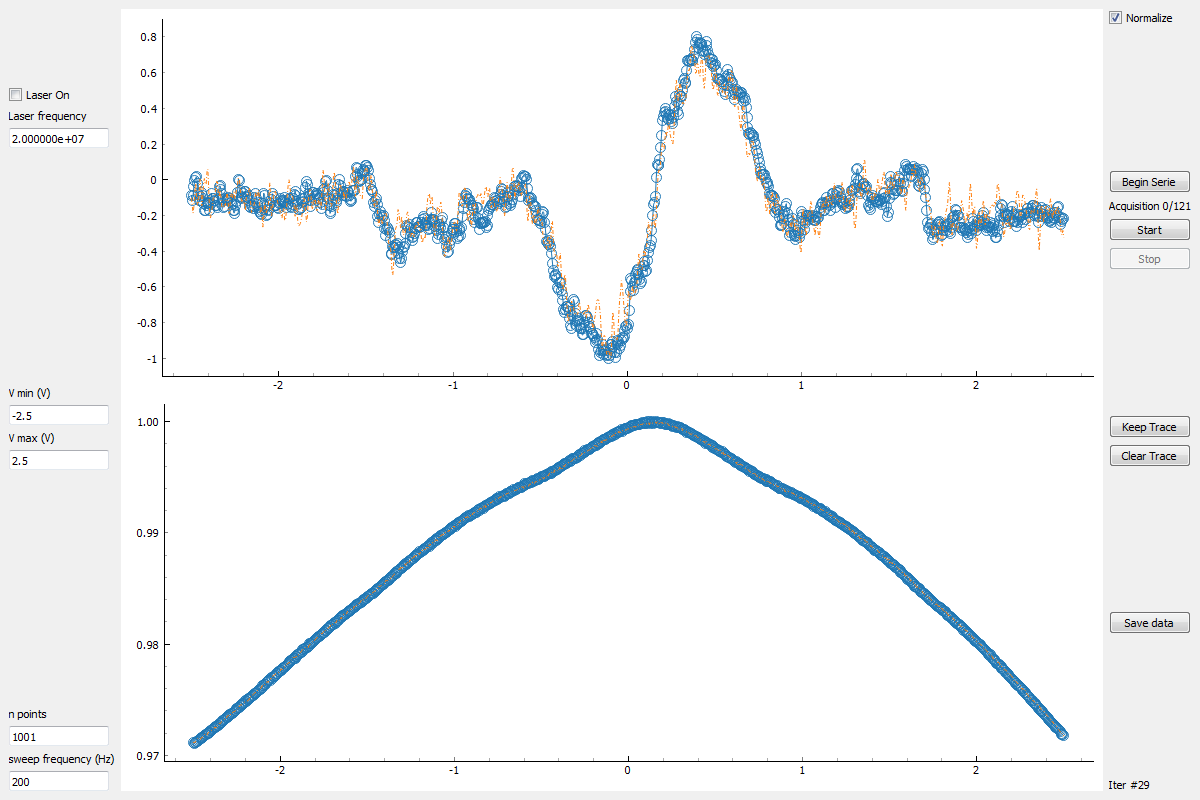 Normalize
Laser On
Laser frequency
2.000000e+07
V min (V)
-2.5
V max (V)
2.5
n points
1001
sweep frequency (Hz)
200
0.8
0.6
0.4
0.2
0
-0.2
-0.4
-0.6
-0.8
-1
-2 -1 0 1 2
1.00
0.99
0.98
0.97
-2 -1 0 1 2
Begin Serie
Acquisition 0/121
Start
Stop
Keep Trace
Clear Trace
Save data
Iter #29